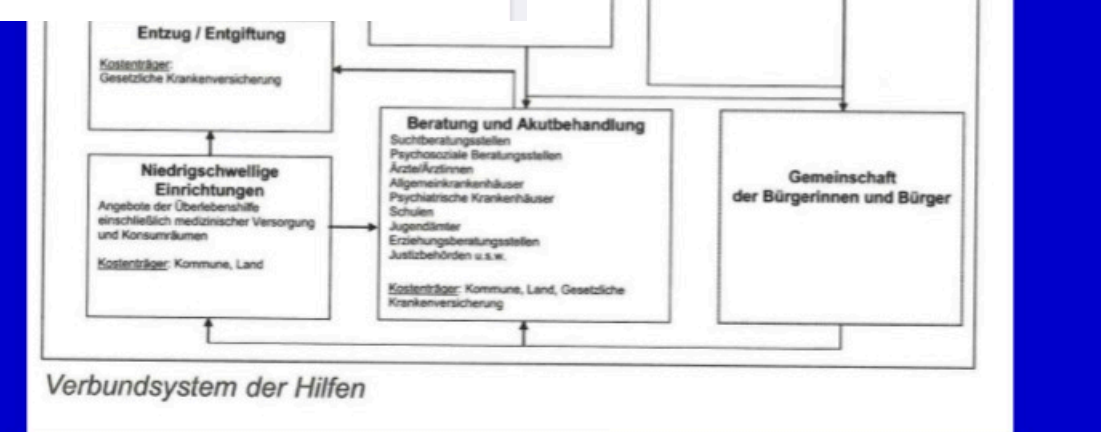 Entzug / Entgiftung
Kostenträger:
Gesetzliche Krankenversicherung
Niedrigschwellige
Einrichtungen
Angebote der Überlebenshilfe
einschließlich medizinischer Versorgung
und Konsumräumen
Kostenträger: Kommune, Land
Beratung und Akutbehandlung
Suchtberatungsstellen
Psychosoziale Beratungsstellen
Ärzte/Ärztinnen
Allgemeinkrankenhäuser
Psychiatrische Krankenhäuser
Schulen
Jugendämter
Erziehungsberatungsstellen
Justizbehörden u.s.w.
Kostenträger: Kommune, Land, Gesetzliche
Krankenversicherung
Gemeinschaft
der Bürgerinnen und Bürger
Verbundsystem der Hilfen